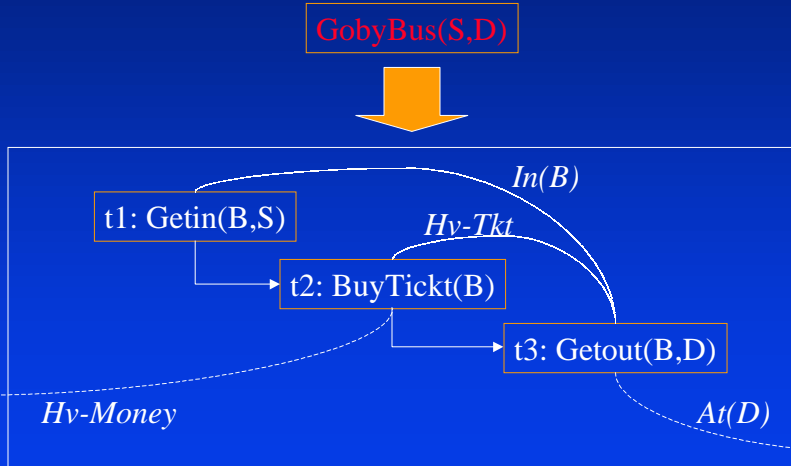 GobyBus(S,D)
In(B)
t1: Getin(B,S)
Hv-Tkt
t2: BuyTickt(B)
t3: Getout(B,D)
Hv-Money
At(D)